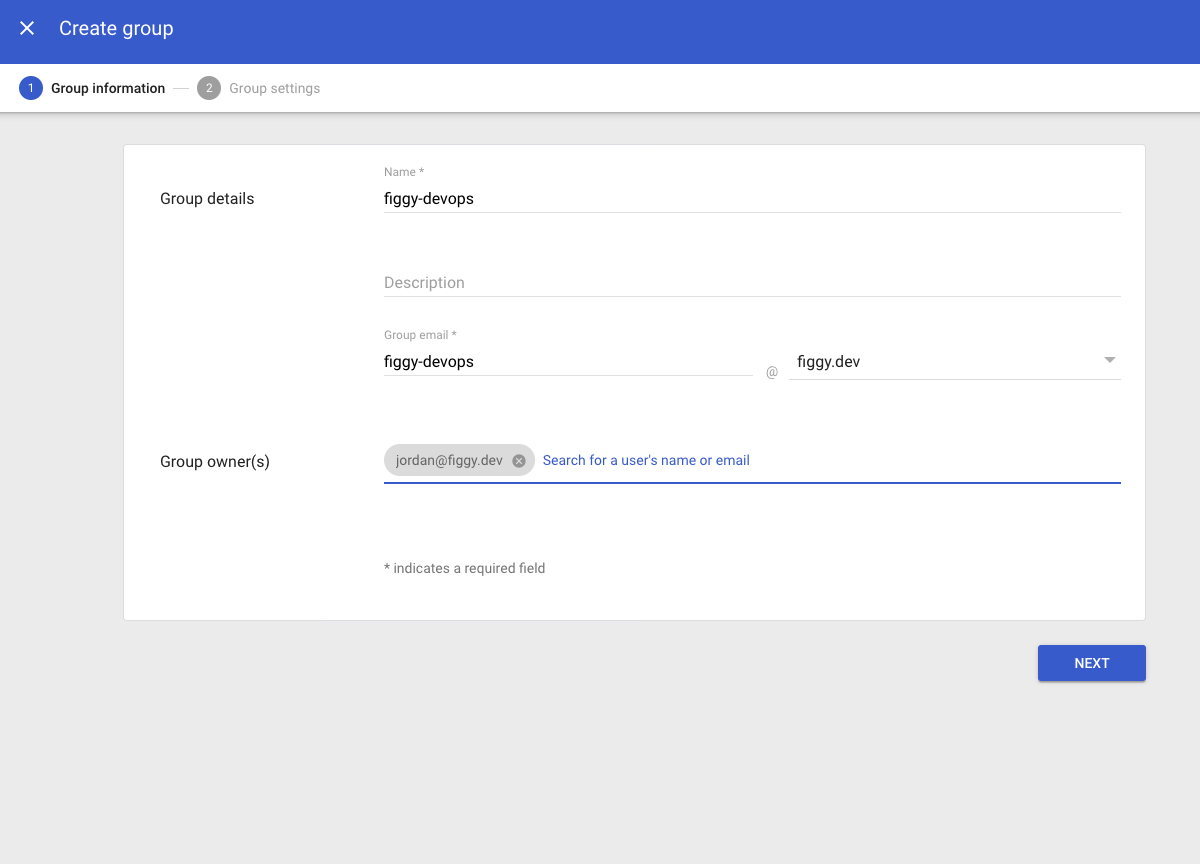 Create group
1 Group information 2 Group settings
Name *
Group details figgy-devops
Description
Group email *
figgy-devops @ figgy.dev
Group owner(s) jordan@figgy.dev Search for a user's name or email
* indicates a required field
NEXT